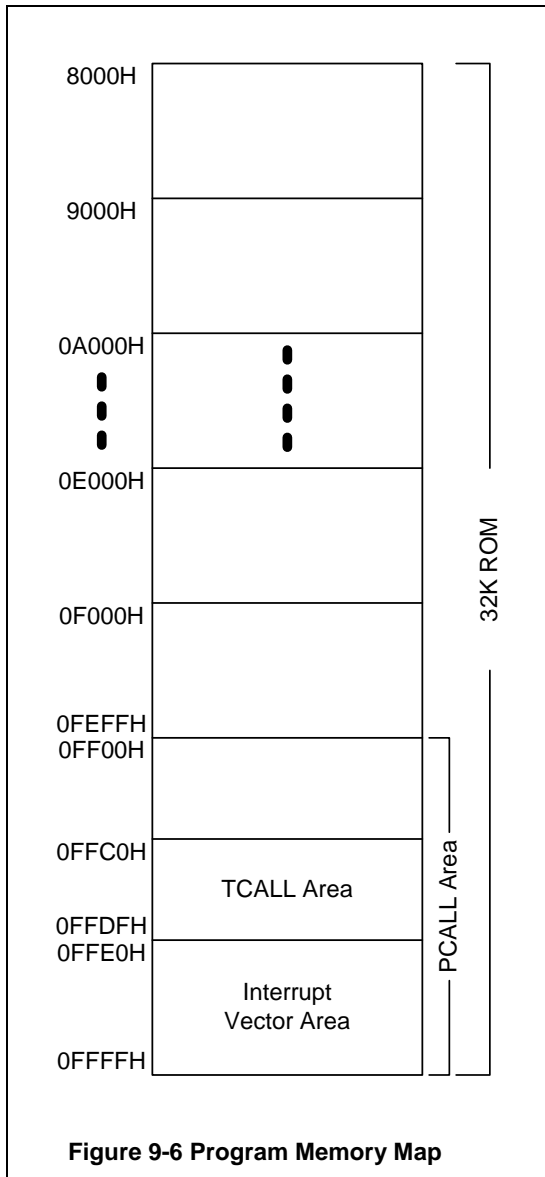 8000H
9000H
0A000H
0E000H
0F000H
0FEFFH
0FF00H
0FFC0H
TCALL Area
0FFDFH
0FFE0H
Interrupt
Vector Area
0FFFFH
PCALL Area
32K ROM
Figure 9-6 Program Memory Map